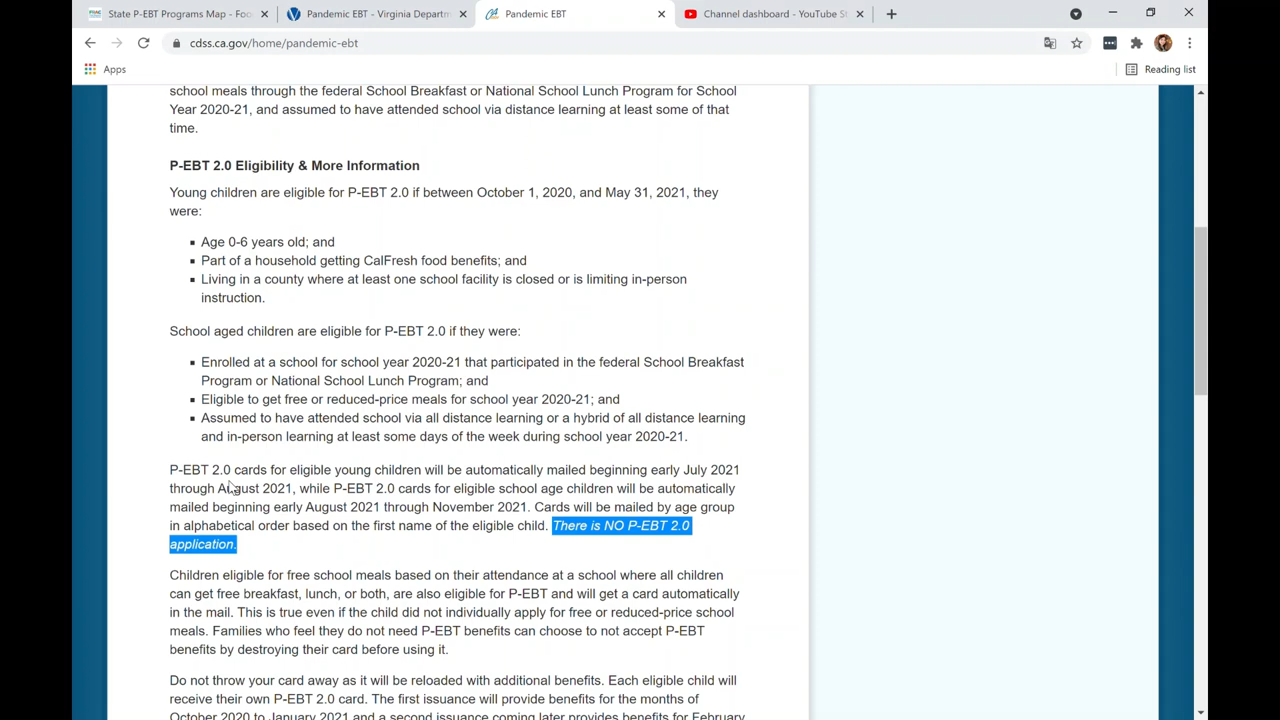 State P-EBT Programs Map - Foo
Pandemic EBT - Virginia Departm
Pandemic EBT
Channel dashboard - YouTube St
cdss.ca.gov/home/pandemic-ebt
Apps
Reading list
school meals through the federal School Breakfast or National School Lunch Program for School
Year 2020-21, and assumed to have attended school via distance learning at least some of that
time.
P-EBT 2.0 Eligibility & More Information
Young children are eligible for P-EBT 2.0 if between October 1, 2020, and May 31, 2021, they
were:
Age 0-6 years old; and
Part of a household getting CalFresh food benefits; and
Living in a county where at least one school facility is closed or is limiting in-person
instruction.
School aged children are eligible for P-EBT 2.0 if they were:
Enrolled at a school for school year 2020-21 that participated in the federal School Breakfast
Program or National School Lunch Program; and
Eligible to get free or reduced-price meals for school year 2020-21; and
Assumed to have attended school via all distance learning or a hybrid of all distance learning
and in-person learning at least some days of the week during school year 2020-21.
P-EBT 2.0 cards for eligible young children will be automatically mailed beginning early July 2021
through August 2021, while P-EBT 2.0 cards for eligible school age children will be automatically
mailed beginning early August 2021 through November 2021. Cards will be mailed by age group
in alphabetical order based on the first name of the eligible child. There is NO P-EBT 2.0
application.
Children eligible for free school meals based on their attendance at a school where all children
can get free breakfast, lunch, or both, are also eligible for P-EBT and will get a card automatically
in the mail. This is true even if the child did not individually apply for free or reduced-price school
meals. Families who feel they do not need P-EBT benefits can choose to not accept P-EBT
benefits by destroying their card before using it.
Do not throw your card away as it will be reloaded with additional benefits. Each eligible child will
receive their own P-EBT 2.0 card. The first issuance will provide benefits for the months of
October 2020 to January 2021 and a second issuance coming later provides benefits for February